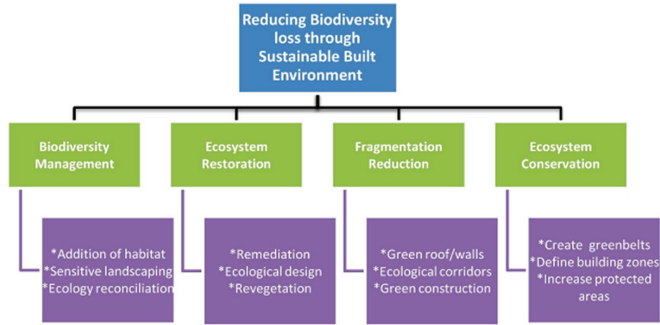 Reducing Biodiversity
loss through
Sustainable Built
Environment
Biodiversity
Management
Ecosystem
Restoration
Fragmentation
Reduction
Ecosystem
Conservation
*Addition of habitat
*Sensitive landscaping
*Ecology reconciliation
*Remediation
*Ecological design
*Revegetation
*Green roof/walls
*Ecological corridors
*Green construction
*Create greenbelts
*Define building zones
*Increase protected
areas